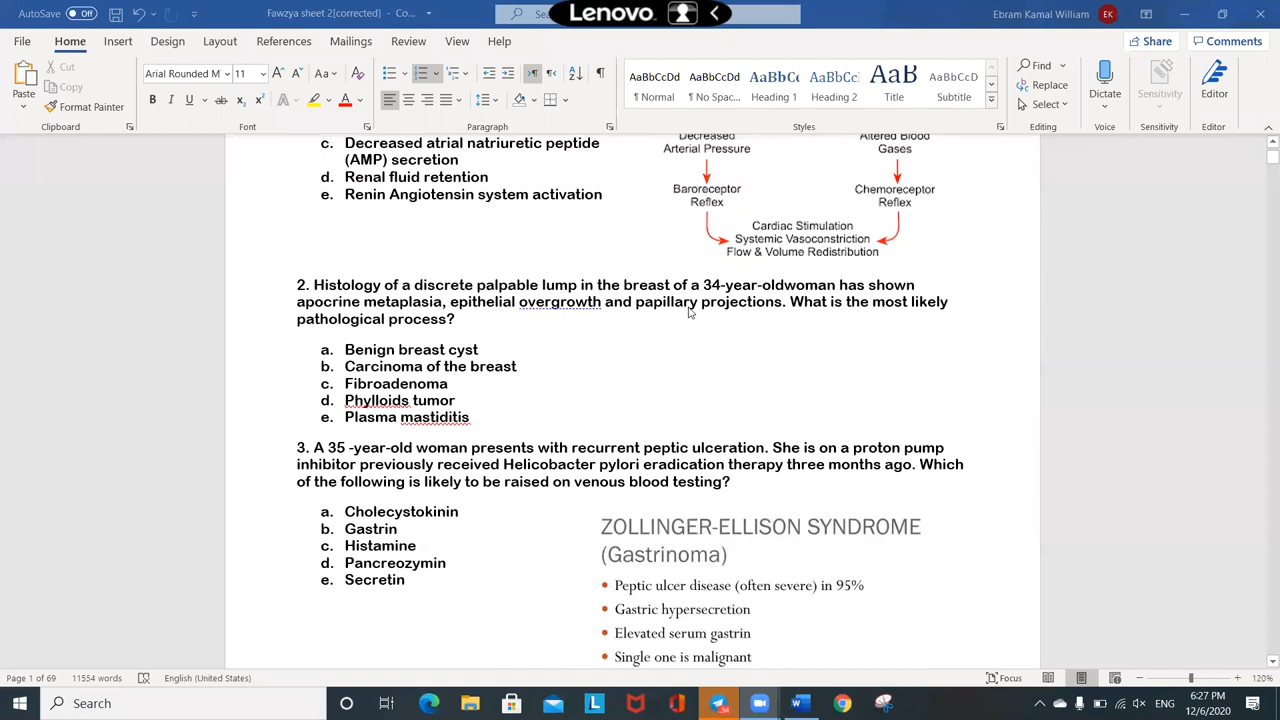 AutoSave Off
Fawzya sheet 2(corrected) - Co...
Lenovo
Ebram Kamal William
EK
File
Home
Insert
Design
Layout
References
Mailings
Review
View
Help
Share
Comments
Paste
Cut
Copy
Format Painter
Arial Rounded M
11
AaBbCcDd
¶ Normal
AaBbCcDd
¶ No Spac...
AaBbCc
Heading 1
AaBbCc
Heading 2
AaB
Title
AaBbCcD
Subtitle
Find
Replace
Select
Dictate
Sensitivity
Editor
Clipboard
Font
Paragraph
Styles
Editing
Voice
Sensitivity
Editor
c. Decreased atrial natriuretic peptide
(AMP) secretion
d. Renal fluid retention
e. Renin Angiotensin system activation
Decreased
Arterial Pressure
Altered Blood
Gases
Baroreceptor
Reflex
Chemoreceptor
Reflex
Cardiac Stimulation
Systemic Vasoconstriction
Flow & Volume Redistribution
2. Histology of a discrete palpable lump in the breast of a 34-year-oldwoman has shown
apocrine metaplasia, epithelial overgrowth and papillary projections. What is the most likely
pathological process?
a. Benign breast cyst
b. Carcinoma of the breast
c. Fibroadenoma
d. Phylloids tumor
e. Plasma mastiditis
3. A 35 -year-old woman presents with recurrent peptic ulceration. She is on a proton pump
inhibitor previously received Helicobacter pylori eradication therapy three months ago. Which
of the following is likely to be raised on venous blood testing?
a. Cholecystokinin
b. Gastrin
c. Histamine
d. Pancreozymin
e. Secretin
ZOLLINGER-ELLISON SYNDROME
(Gastrinoma)
• Peptic ulcer disease (often severe) in 95%
• Gastric hypersecretion
• Elevated serum gastrin
• Single one is malignant
Page 1 of 69
11554 words
English (United States)
Focus
120%
Search
94
6:27 PM
12/6/2020